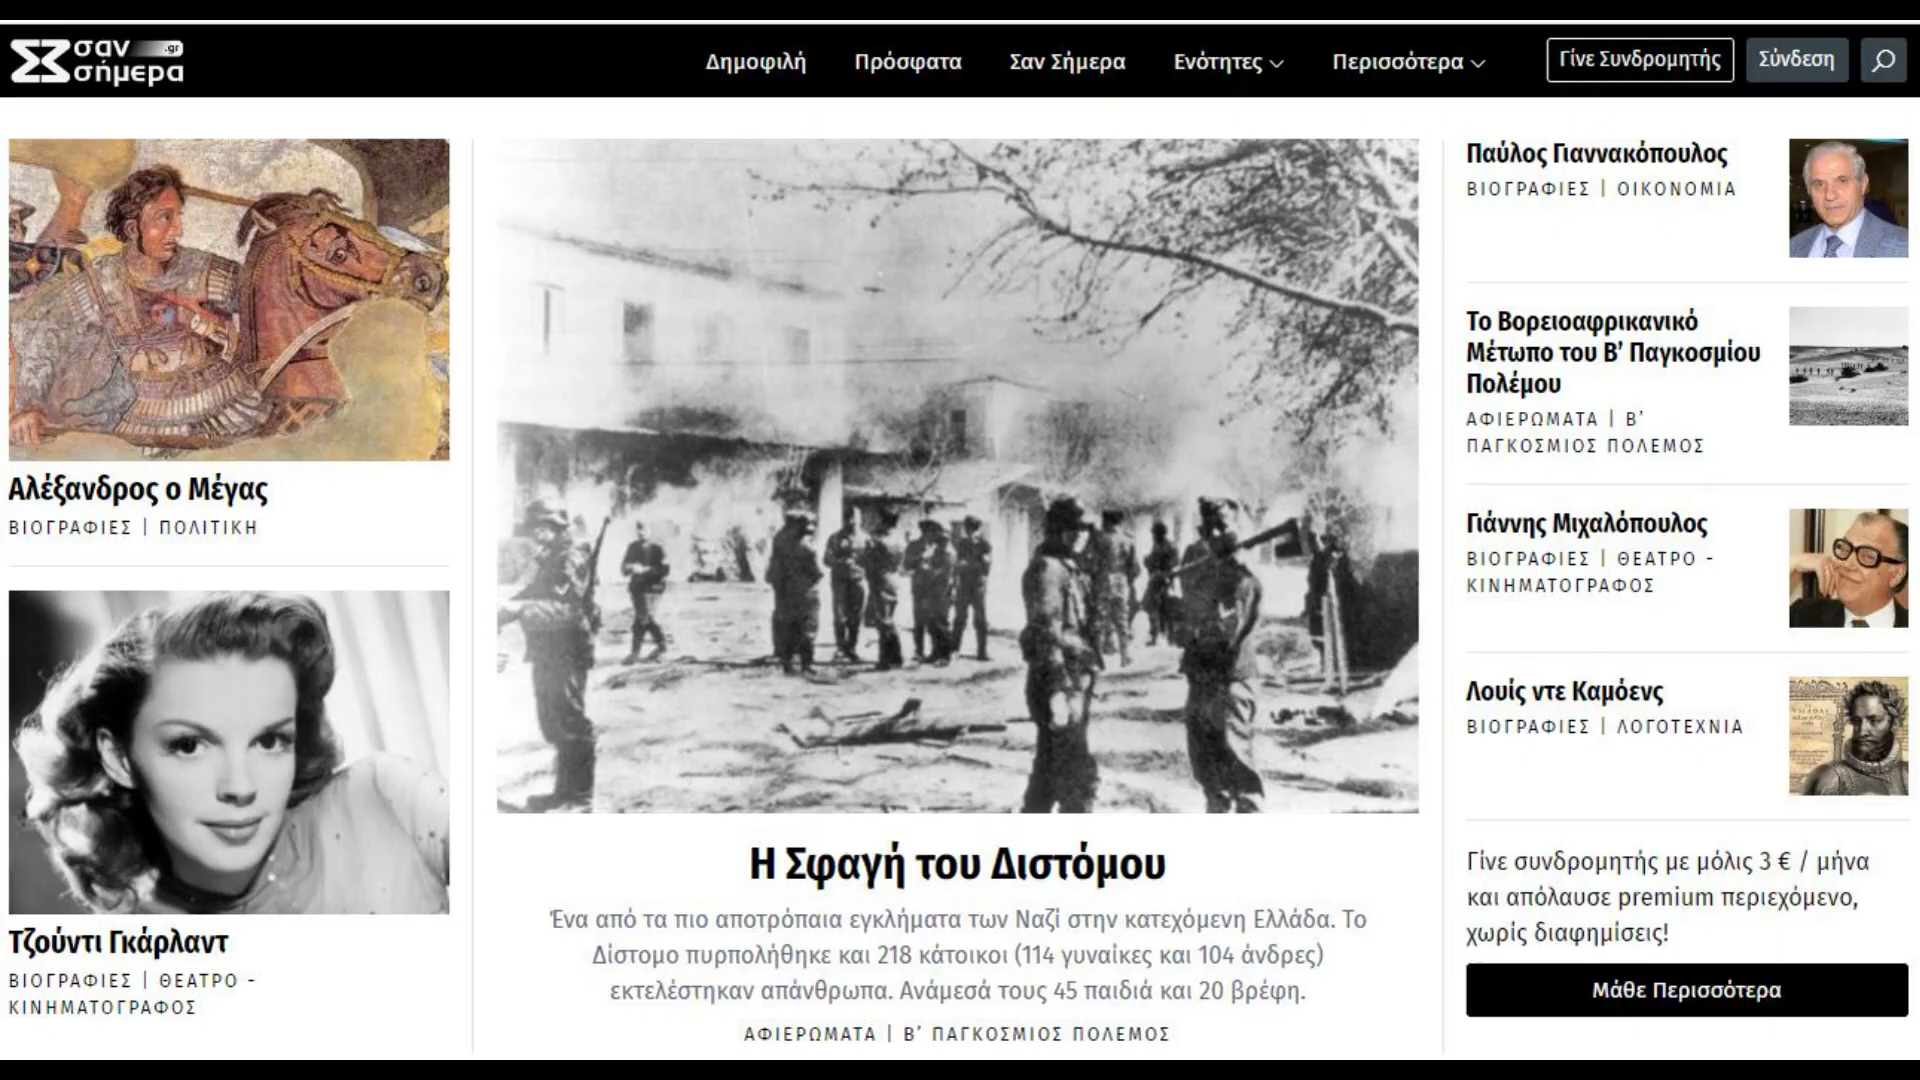 σαν .gr
σήμερα
Δημοφιλή Πρόσφατα Σαν Σήμερα Ενότητες Περισσότερα Γίνε Συνδρομητής Σύνδεση
Αλέξανδρος ο Μέγας
ΒΙΟΓΡΑΦΙΕΣ | ΠΟΛΙΤΙΚΗ
Τζούντι Γκάρλαντ
ΒΙΟΓΡΑΦΙΕΣ | ΘΕΑΤΡΟ -
ΚΙΝΗΜΑΤΟΓΡΑΦΟΣ
Η Σφαγή του Διστόμου
Ένα από τα πιο αποτρόπαια εγκλήματα των Ναζί στην κατεχόμενη Ελλάδα. Το
Δίστομο πυρπολήθηκε και 218 κάτοικοι (114 γυναίκες και 104 άνδρες)
εκτελέστηκαν απάνθρωπα. Ανάμεσά τους 45 παιδιά και 20 βρέφη.
ΑΦΙΕΡΩΜΑΤΑ | Β’ ΠΑΓΚΟΣΜΙΟΣ ΠΟΛΕΜΟΣ
Παύλος Γιαννακόπουλος
ΒΙΟΓΡΑΦΙΕΣ | ΟΙΚΟΝΟΜΙΑ
Το Βορειοαφρικανικό
Μέτωπο του Β’ Παγκοσμίου
Πολέμου
ΑΦΙΕΡΩΜΑΤΑ | Β’
ΠΑΓΚΟΣΜΙΟΣ ΠΟΛΕΜΟΣ
Γιάννης Μιχαλόπουλος
ΒΙΟΓΡΑΦΙΕΣ | ΘΕΑΤΡΟ -
ΚΙΝΗΜΑΤΟΓΡΑΦΟΣ
Λουίς ντε Καμόενς
ΒΙΟΓΡΑΦΙΕΣ | ΛΟΓΟΤΕΧΝΙΑ
Γίνε συνδρομητής με μόλις 3 € / μήνα
και απόλαυσε premium περιεχόμενο,
χωρίς διαφημίσεις!
Μάθε Περισσότερα